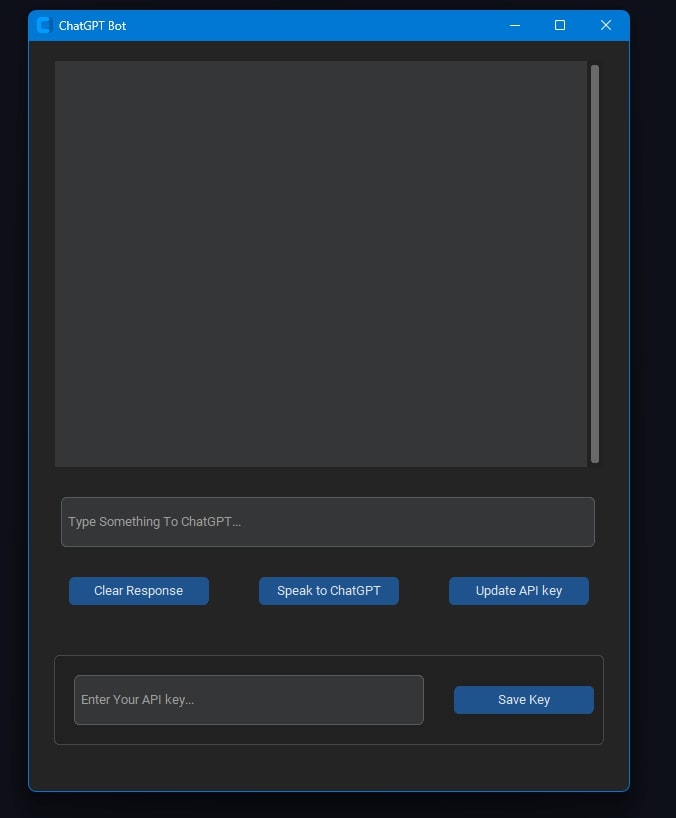 ChatGPT Bot
Type Something To ChatGPT...
Clear Response
Speak to ChatGPT
Update API key
Enter Your API key...
Save Key